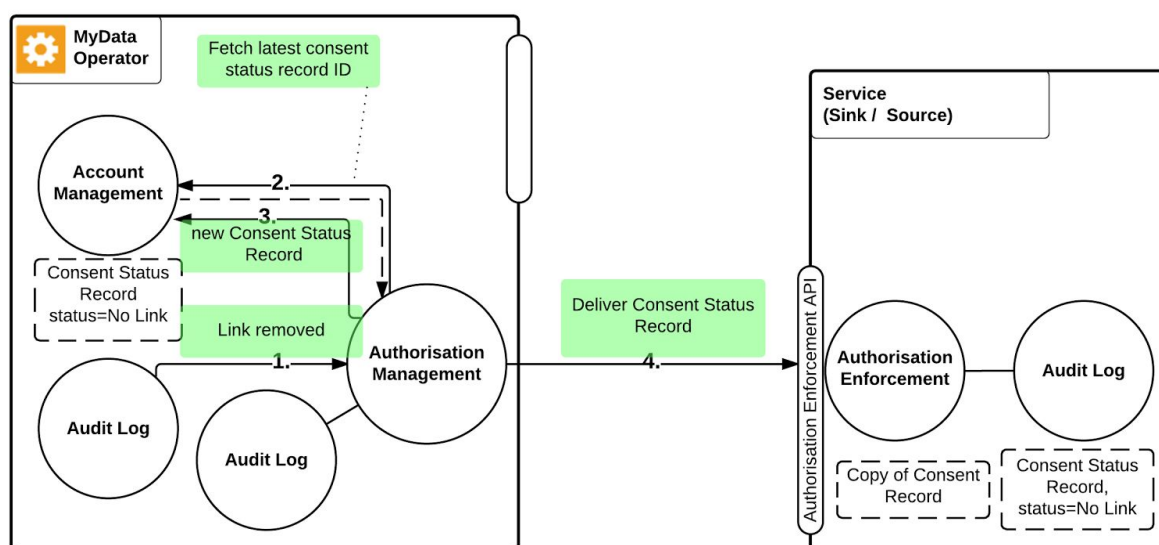 MyData
Operator
Fetch latest consent
status record ID
Service
(Sink / Source)
Account
Management
2.
3.
new Consent Status
Record
Consent Status
Record
status=No Link
Link removed
1.
Authorisation
Management
Deliver Consent Status
Record
4.
Authorisation Enforcement API
Authorisation
Enforcement
Audit Log
Audit Log
Audit Log
Copy of Consent
Record
Consent Status
Record,
status=No Link